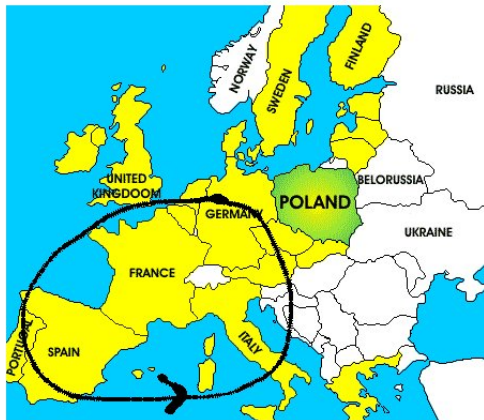 NORWAY
SWEDEN
FINLAND
RUSSIA
UNITED
KINGDOOM
BELORUSSIA
POLAND
GERMANY
UKRAINE
FRANCE
PORTUGAL
SPAIN
ITALY